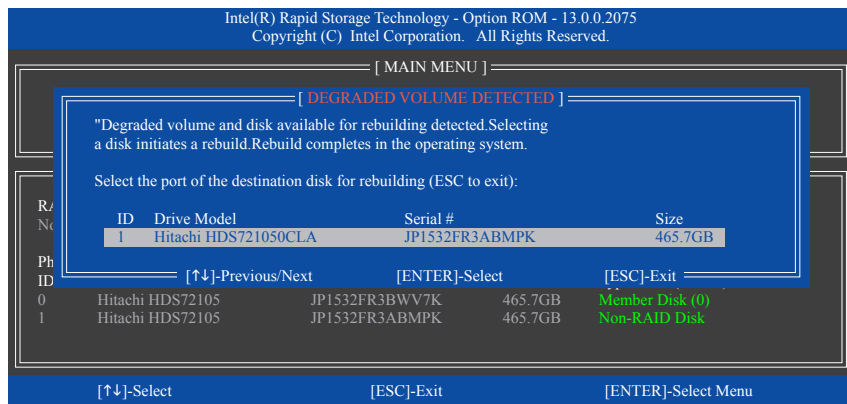 Intel(R) Rapid Storage Technology - Option ROM - 13.0.0.2075
Copyright (C) Intel Corporation. All Rights Reserved.
[ MAIN MENU ]
[ DEGRADED VOLUME DETECTED ]
"Degraded volume and disk available for rebuilding detected.Selecting
a disk initiates a rebuild.Rebuild completes in the operating system.
Select the port of the destination disk for rebuilding (ESC to exit):
ID Drive Model Serial # Size
1 Hitachi HDS721050CLA JP1532FR3ABMPK 465.7GB
[↑↓]-Previous/Next [ENTER]-Select [ESC]-Exit
ID
0 Hitachi HDS72105 JP1532FR3BWV7K 465.7GB Member Disk (0)
1 Hitachi HDS72105 JP1532FR3ABMPK 465.7GB Non-RAID Disk
[↑↓]-Select [ESC]-Exit [ENTER]-Select Menu